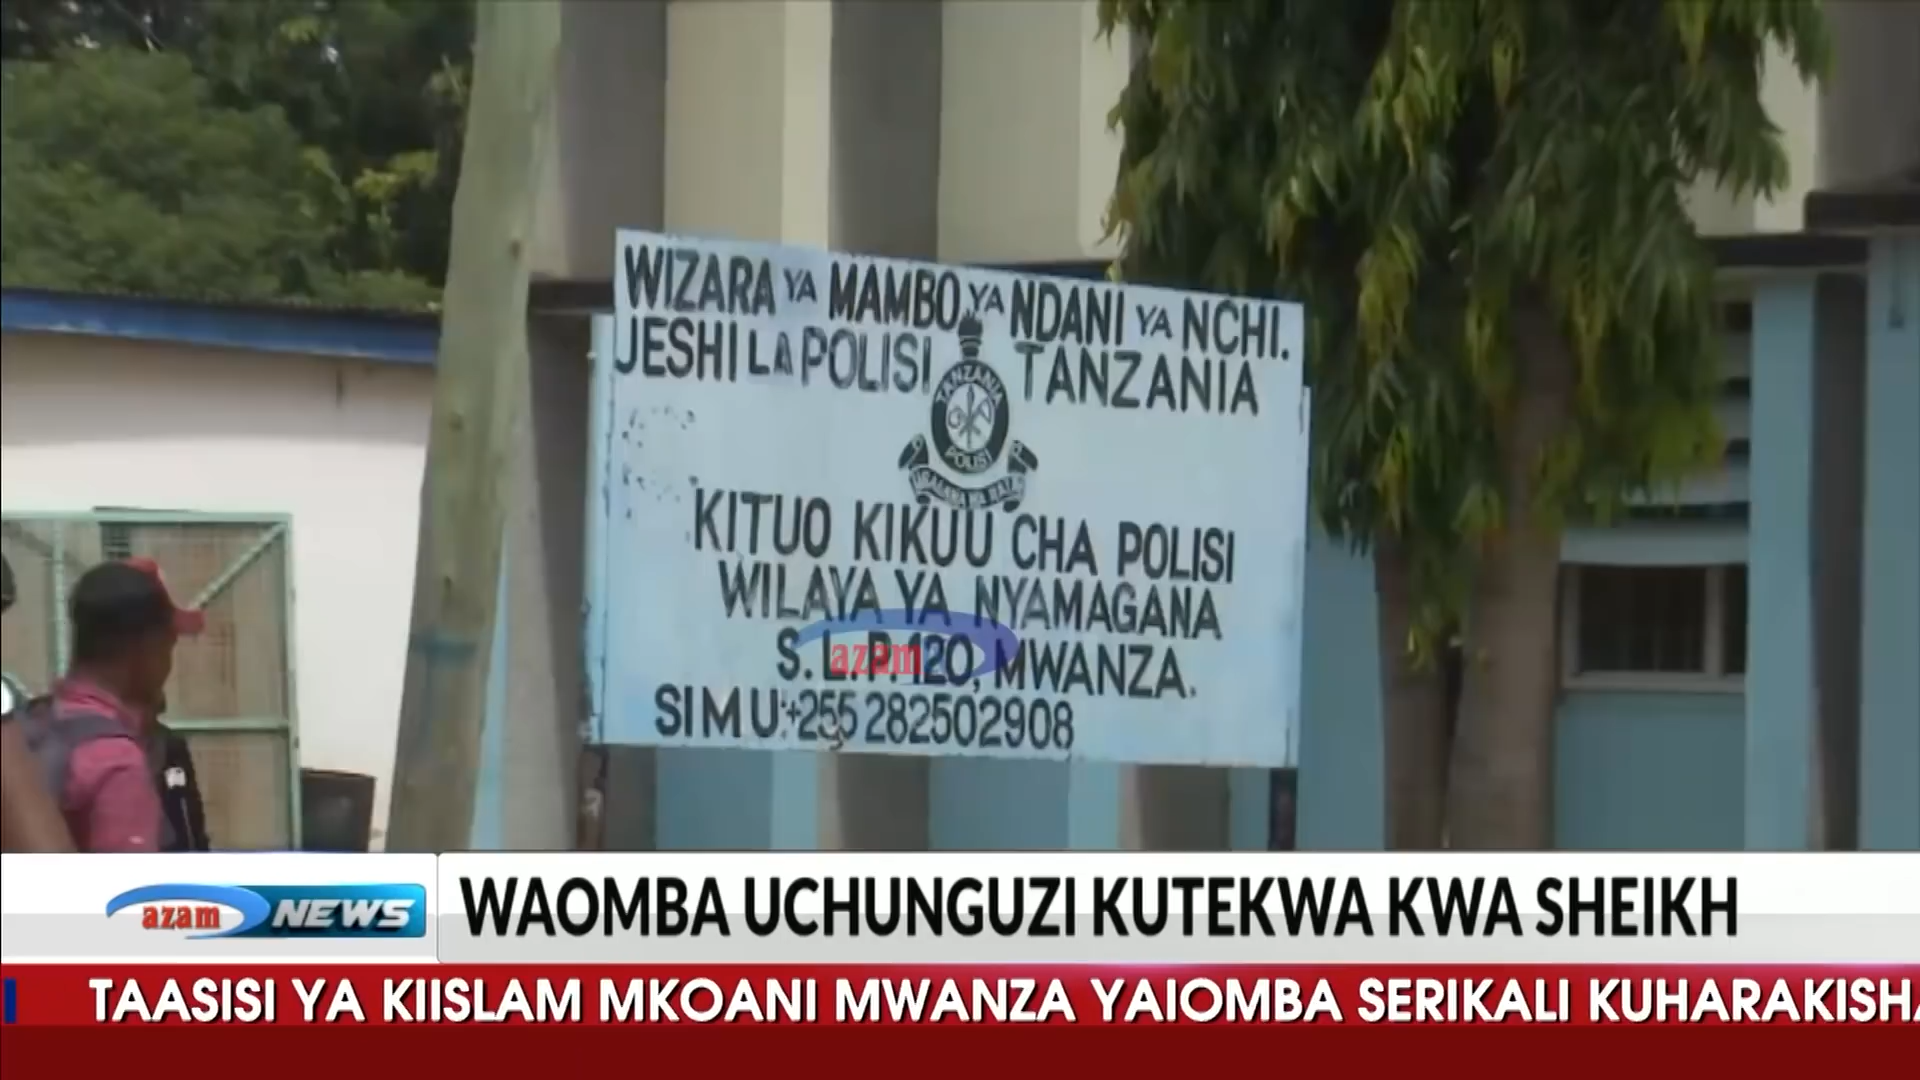 WIZARA YA MAMBO YA NDANI YA NCHI.
JESHI LA POLISI TANZANIA
TANZANIA
POLISI
KITUO KIKUU CHA POLISI
WILAYA YA NYAMAGANA
S. L.P. 120, MWANZA.
SIMU:+255 282502908
azam2
azam NEWS
WAOMBA UCHUNGUZI KUTEKWA KWA SHEIKH
TAASISI YA KIISLAM MKOANI MWANZA YAIOMBA SERIKALI KUHARAKISHA